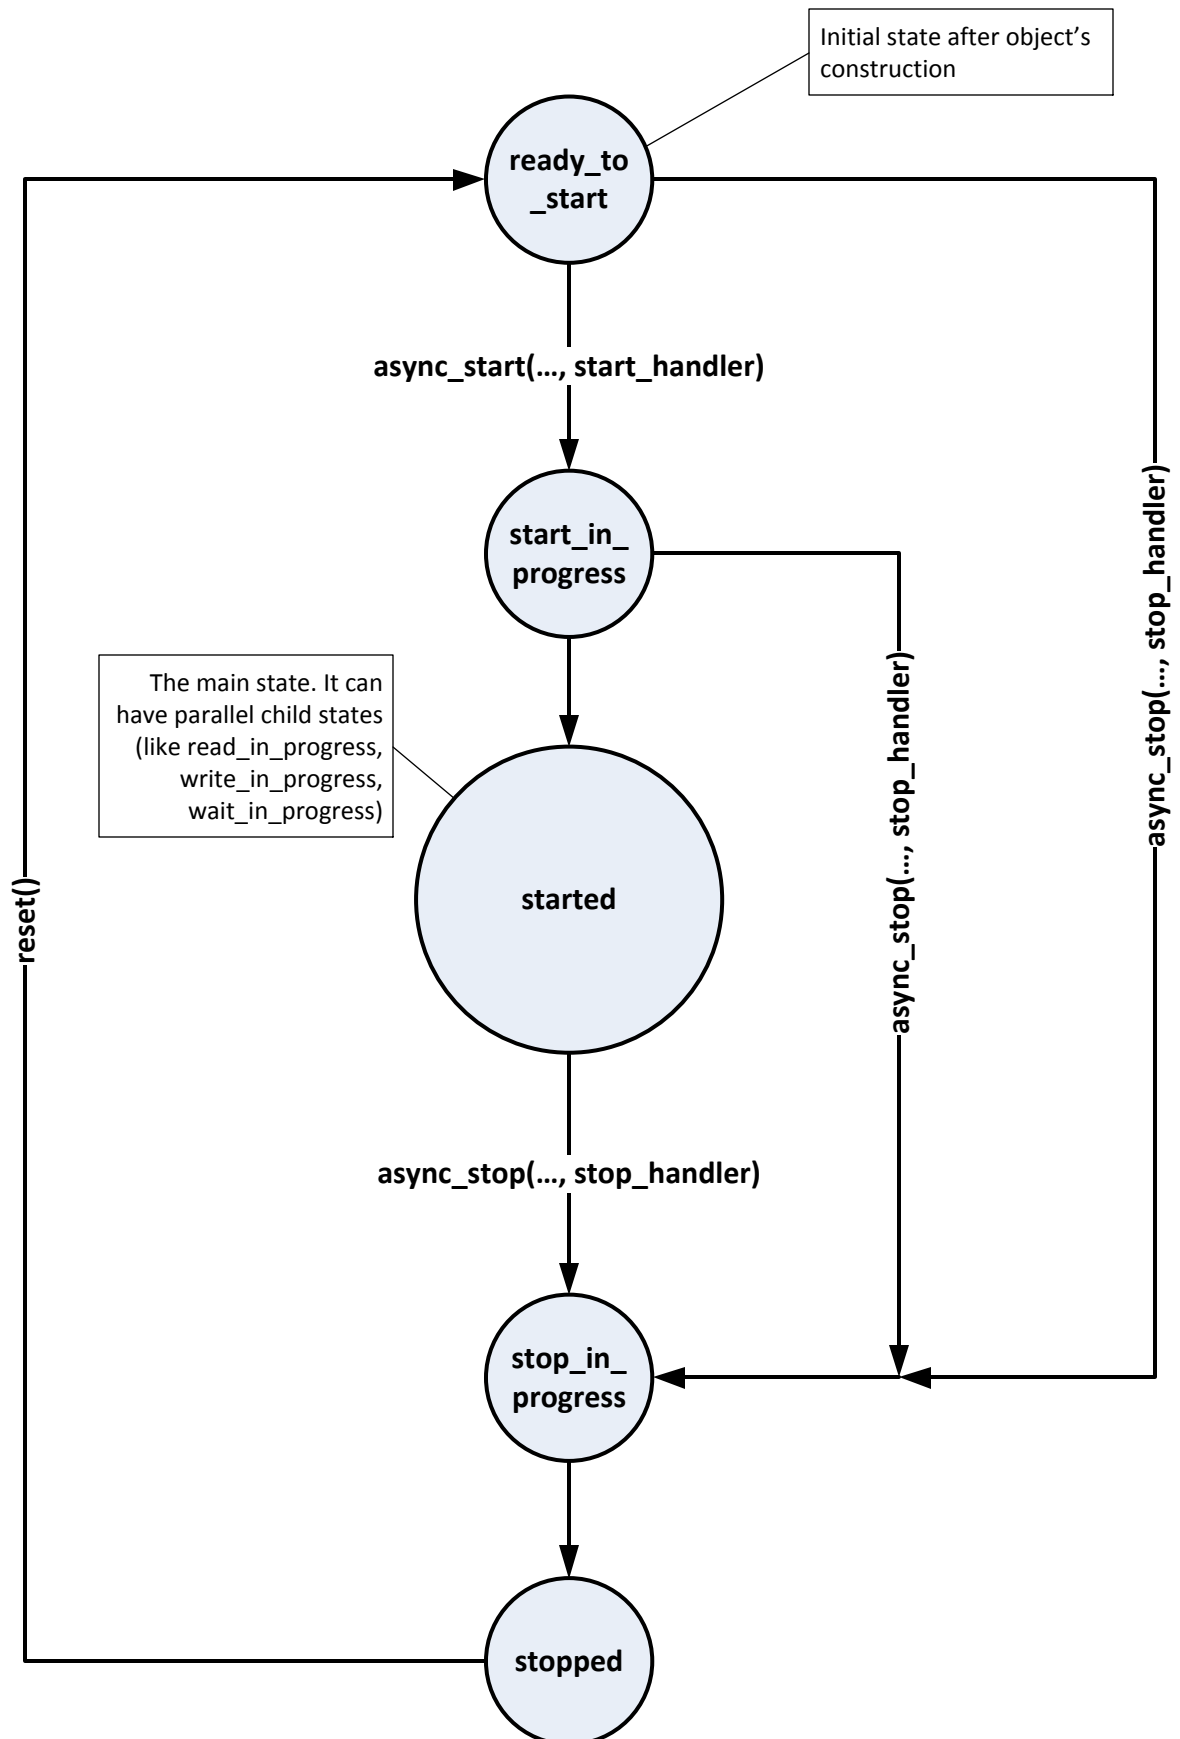 Initial state after object's
construction
ready_to
_start
async_start(…, start_handler)
start_in_
progress
async_stop(…, stop_handler)
async_stop(…, stop_handler)
The main state. It can
have parallel child states
(like read_in_progress,
write_in_progress,
wait_in_progress)
started
reset()
async_stop(…, stop_handler)
stop_in_
progress
stopped